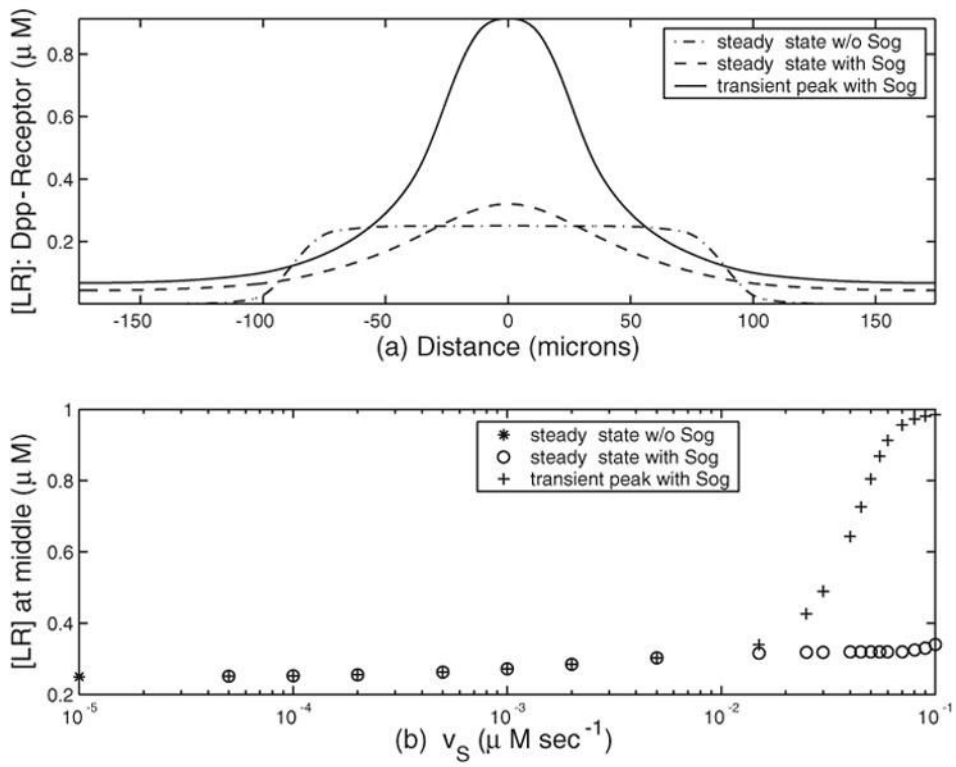 [LR]: Dpp-Receptor (μ M)
0.8
0.6
0.4
0.2
steady state w/o Sog
steady state with Sog
transient peak with Sog
-150 -100 -50 0 50 100 150
(a) Distance (microns)
[LR] at middle (μ M)
1
0.8
0.6
0.4
0.2
steady state w/o Sog
steady state with Sog
transient peak with Sog
10⁻⁵ 10⁻⁴ 10⁻³ 10⁻² 10⁻¹
(b) v_S (μ M sec⁻¹)